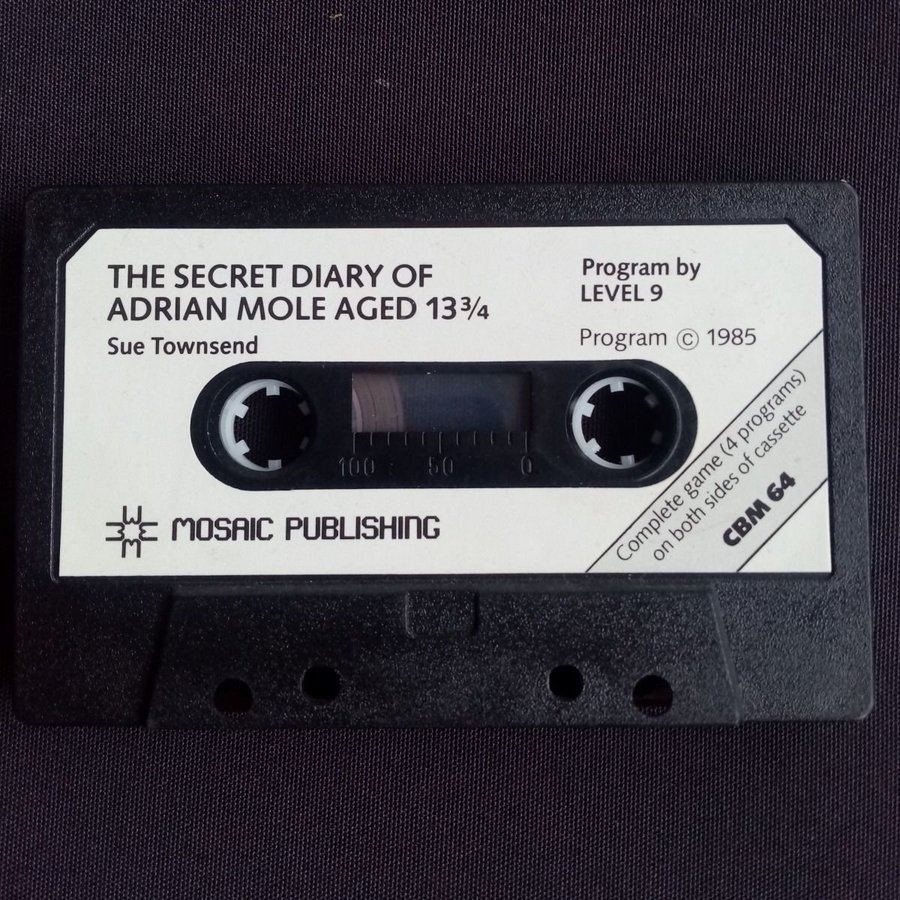 THE SECRET DIARY OF
ADRIAN MOLE AGED 13¾
Sue Townsend
Program by
LEVEL 9
Program © 1985
100 50 0
Complete game (4 programs)
on both sides of cassette
CBM 64
MOSAIC PUBLISHING